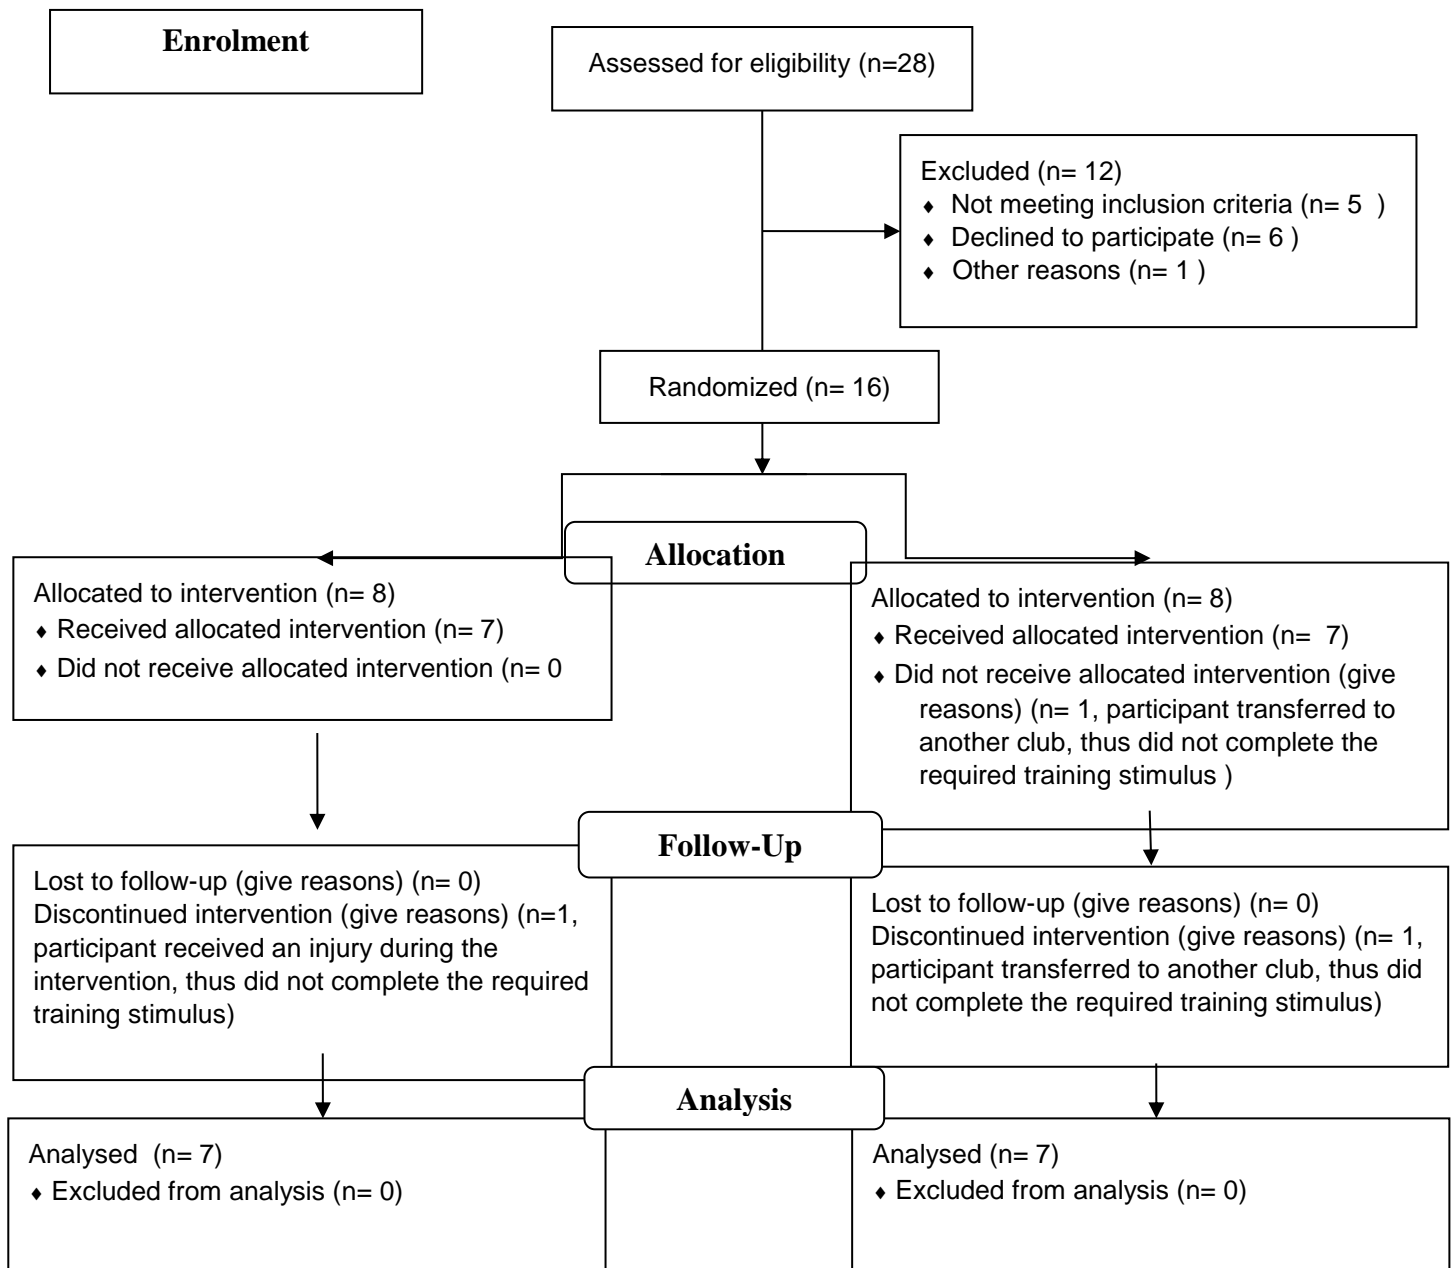 Enrolment
Assessed for eligibility (n=28)
Excluded (n= 12)
♦ Not meeting inclusion criteria (n= 5  )
♦ Declined to participate (n= 6 )
♦ Other reasons (n= 1 )
Randomized (n= 16)
Allocation
Allocated to intervention (n= 8)
♦ Received allocated intervention (n= 7)
♦ Did not receive allocated intervention (n= 0
Allocated to intervention (n= 8)
♦ Received allocated intervention (n=  7)
♦ Did not receive allocated intervention (give
reasons) (n= 1, participant transferred to
another club, thus did not complete the
required training stimulus )
Follow-Up
Lost to follow-up (give reasons) (n= 0)
Discontinued intervention (give reasons) (n=1,
participant received an injury during the
intervention, thus did not complete the required
training stimulus)
Lost to follow-up (give reasons) (n= 0)
Discontinued intervention (give reasons) (n= 1,
participant transferred to another club, thus did
not complete the required training stimulus)
Analysis
Analysed  (n= 7)
♦ Excluded from analysis (n= 0)
Analysed (n= 7)
♦ Excluded from analysis (n= 0)